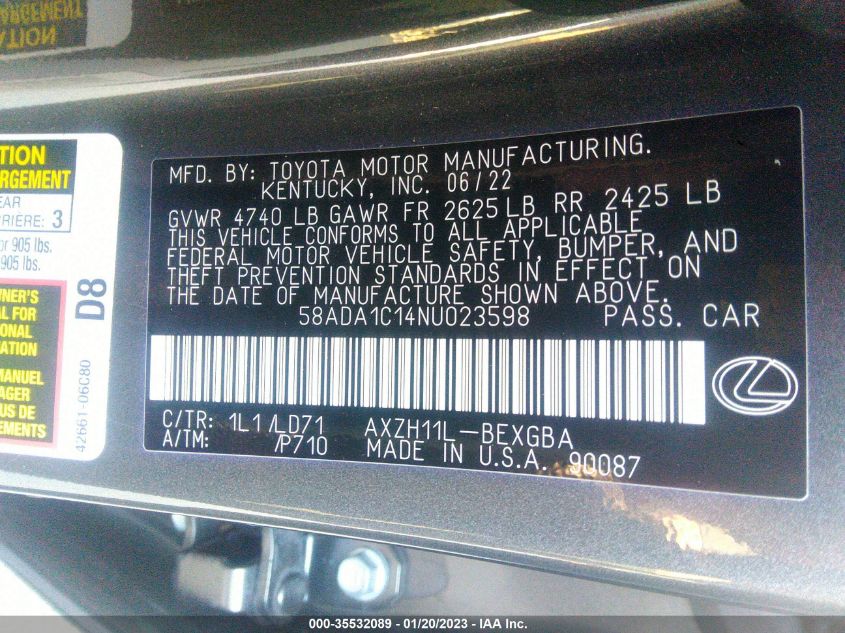 ARGEMENT
ATION
TION
RGEMENT
EAR
RIÈRE: 3
or 905 lbs.
905 lbs.
WNER'S
AL FOR
ONAL
ATION
MANUEL
AGER
US DE
EMENTS
D8
42661-06C80
MFD. BY: TOYOTA MOTOR MANUFACTURING.
KENTUCKY, INC. 06/22
GVWR 4740 LB GAWR FR 2625 LB RR 2425 LB
THIS VEHICLE CONFORMS TO ALL APPLICABLE
FEDERAL MOTOR VEHICLE SAFETY, BUMPER, AND
THEFT PREVENTION STANDARDS IN EFFECT ON
THE DATE OF MANUFACTURE SHOWN ABOVE.
58ADA1C14NU023598 PASS. CAR
C/TR: 1L1/LD71 AXZH11L-BEXGBA
A/TM: /P710 MADE IN U.S.A. 90087
000-35532089 - 01/20/2023 - IAA Inc.